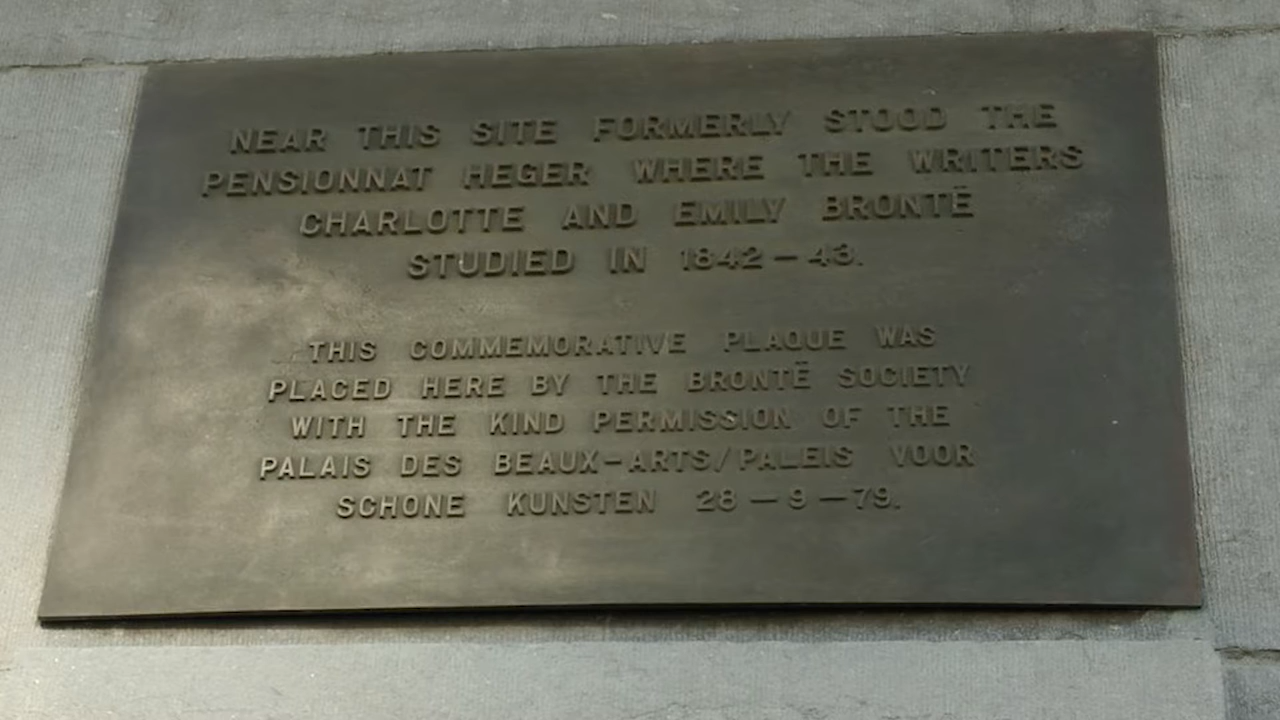 NEAR THIS SITE FORMERLY STOOD THE
PENSIONNAT HEGER WHERE THE WRITERS
CHARLOTTE AND EMILY BRONTË
STUDIED IN 1842 – 43.
THIS COMMEMORATIVE PLAQUE WAS
PLACED HERE BY THE BRONTË SOCIETY
WITH THE KIND PERMISSION OF THE
PALAIS DES BEAUX–ARTS/PALEIS VOOR
SCHONE KUNSTEN 28 – 9 – 79.